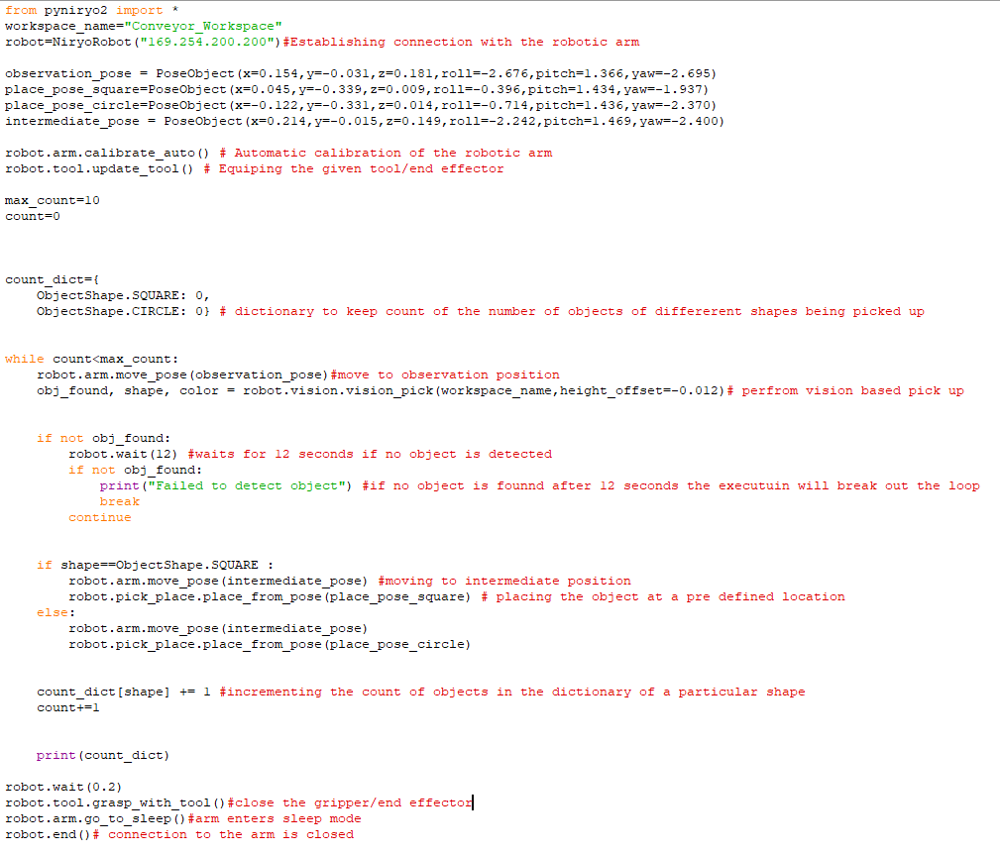 from pyniryo2 import *
workspace_name="Conveyor_Workspace"
robot=NiryoRobot("169.254.200.200")#Establishing connection with the robotic arm
observation_pose = PoseObject(x=0.154,y=-0.031,z=0.181,roll=-2.676,pitch=1.366,yaw=-2.695)
place_pose_square=PoseObject(x=0.045,y=-0.339,z=0.009,roll=-0.396,pitch=1.434,yaw=-1.937)
place_pose_circle=PoseObject(x=-0.122,y=-0.331,z=0.014,roll=-0.714,pitch=1.436,yaw=-2.370)
intermediate_pose = PoseObject(x=0.214,y=-0.015,z=0.149,roll=-2.242,pitch=1.469,yaw=-2.400)
robot.arm.calibrate_auto() # Automatic calibration of the robotic arm
robot.tool.update_tool() # Equiping the given tool/end effector
max_count=10
count=0
count_dict={
    ObjectShape.SQUARE: 0,
    ObjectShape.CIRCLE: 0} # dictionary to keep count of the number of objects of differerent shapes being picked up
while count<max_count:
    robot.arm.move_pose(observation_pose)#move to observation position
    obj_found, shape, color = robot.vision.vision_pick(workspace_name,height_offset=-0.012)# perfrom vision based pick up
    if not obj_found:
        robot.wait(12) #waits for 12 seconds if no object is detected
        if not obj_found:
            print("Failed to detect object") #if no object is founnd after 12 seconds the executuin will break out the loop
            break
        continue
    if shape==ObjectShape.SQUARE :
        robot.arm.move_pose(intermediate_pose) #moving to intermediate position
        robot.pick_place.place_from_pose(place_pose_square) # placing the object at a pre defined location
    else:
        robot.arm.move_pose(intermediate_pose)
        robot.pick_place.place_from_pose(place_pose_circle)
    count_dict[shape] += 1 #incrementing the count of objects in the dictionary of a particular shape
    count+=1
    print(count_dict)
robot.wait(0.2)
robot.tool.grasp_with_tool()#close the gripper/end effector
robot.arm.go_to_sleep()#arm enters sleep mode
robot.end()# connection to the arm is closed